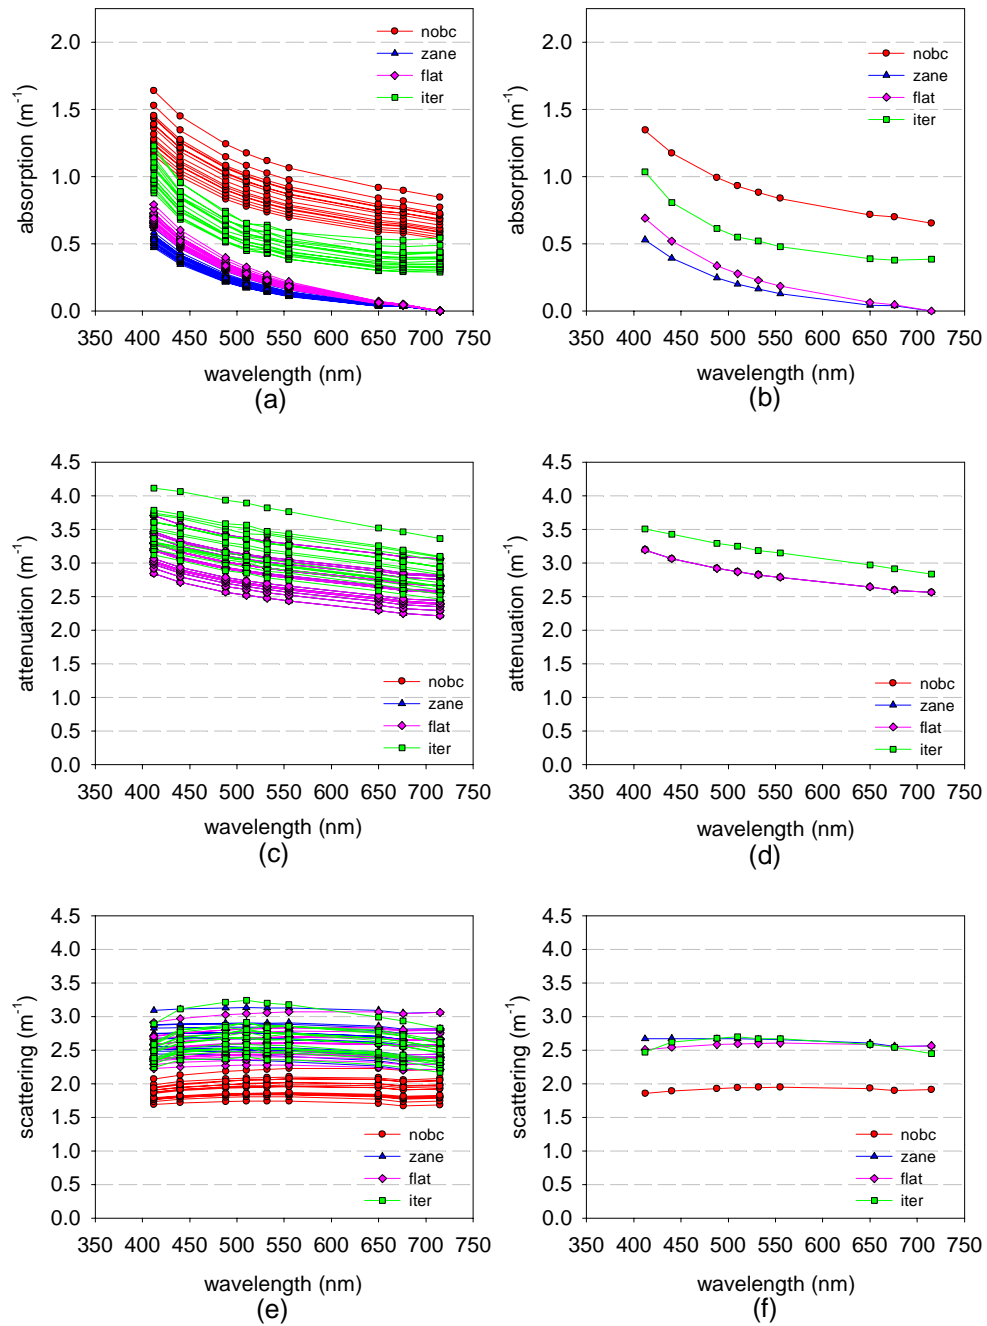 absorption (m-1)
2.0
1.5
1.0
0.5
0.0
nobc
zane
flat
iter
350 400 450 500 550 600 650 700 750
wavelength (nm)
(a)
absorption (m-1)
2.0
1.5
1.0
0.5
0.0
nobc
zane
flat
iter
350 400 450 500 550 600 650 700 750
wavelength (nm)
(b)
attenuation (m-1)
4.5
4.0
3.5
3.0
2.5
2.0
1.5
1.0
0.5
0.0
nobc
zane
flat
iter
350 400 450 500 550 600 650 700 750
wavelength (nm)
(c)
attenuation (m-1)
4.5
4.0
3.5
3.0
2.5
2.0
1.5
1.0
0.5
0.0
nobc
zane
flat
iter
350 400 450 500 550 600 650 700 750
wavelength (nm)
(d)
scattering (m-1)
4.5
4.0
3.5
3.0
2.5
2.0
1.5
1.0
0.5
0.0
nobc
zane
flat
iter
350 400 450 500 550 600 650 700 750
wavelength (nm)
(e)
scattering (m-1)
4.5
4.0
3.5
3.0
2.5
2.0
1.5
1.0
0.5
0.0
nobc
zane
flat
iter
350 400 450 500 550 600 650 700 750
wavelength (nm)
(f)